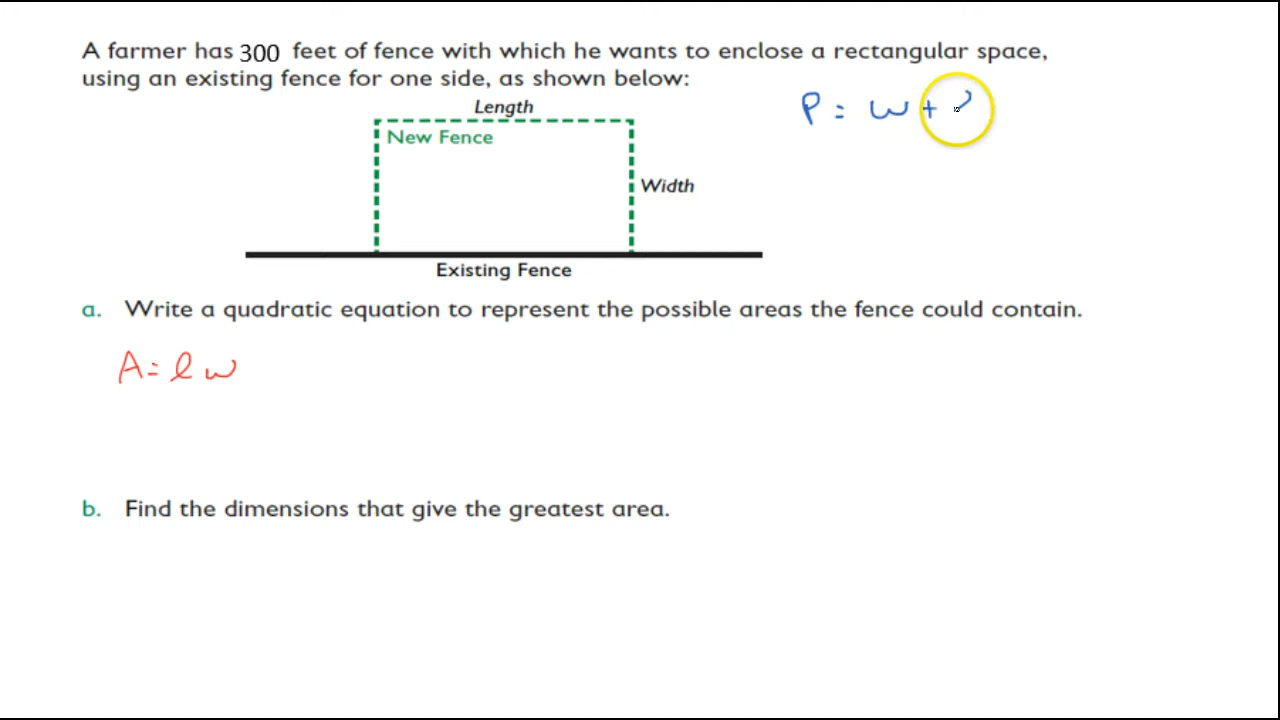 A farmer has 300 feet of fence with which he wants to enclose a rectangular space,
using an existing fence for one side, as shown below:
Length
P = w +
New Fence
Width
Existing Fence
a. Write a quadratic equation to represent the possible areas the fence could contain.
A = l w
b. Find the dimensions that give the greatest area.